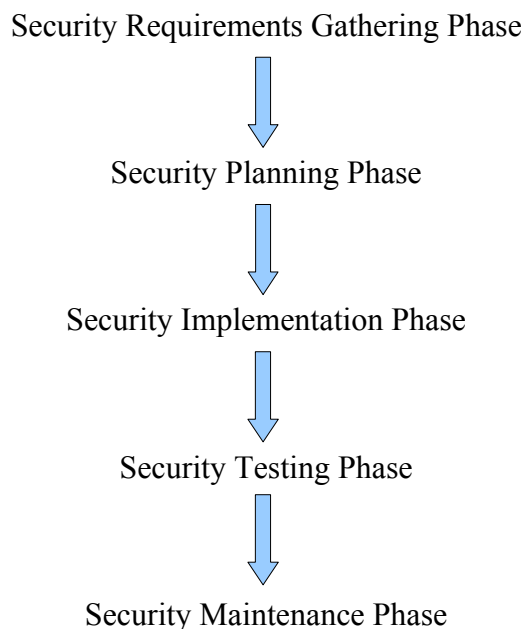 Security Requirements Gathering Phase
Security Planning Phase
Security Implementation Phase
Security Testing Phase
Security Maintenance Phase